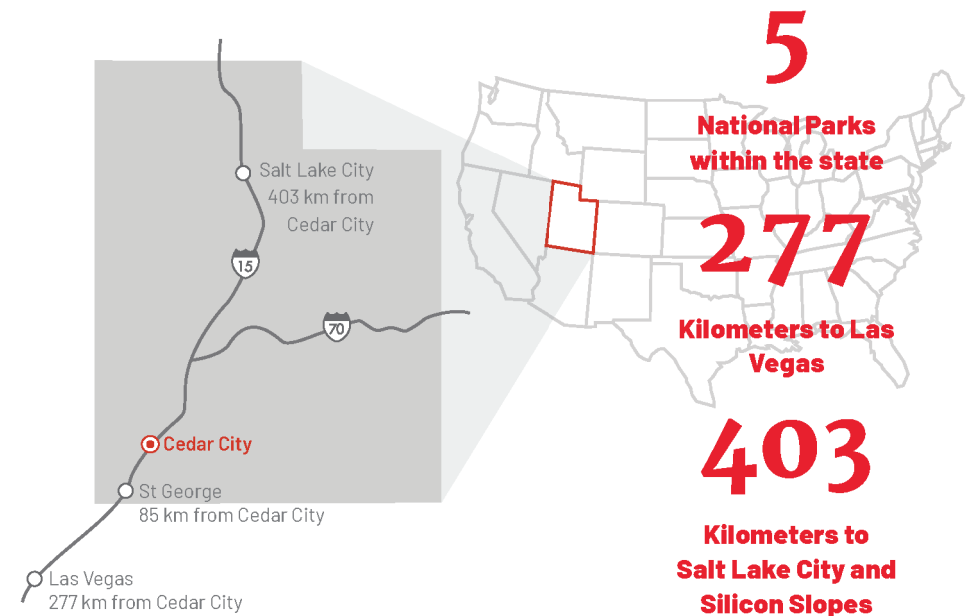 Salt Lake City
403 km from
Cedar City
15
70
Cedar City
St George
85 km from Cedar City
Las Vegas
277 km from Cedar City
5
National Parks
within the state
277
Kilometers to Las
Vegas
403
Kilometers to
Salt Lake City and
Silicon Slopes